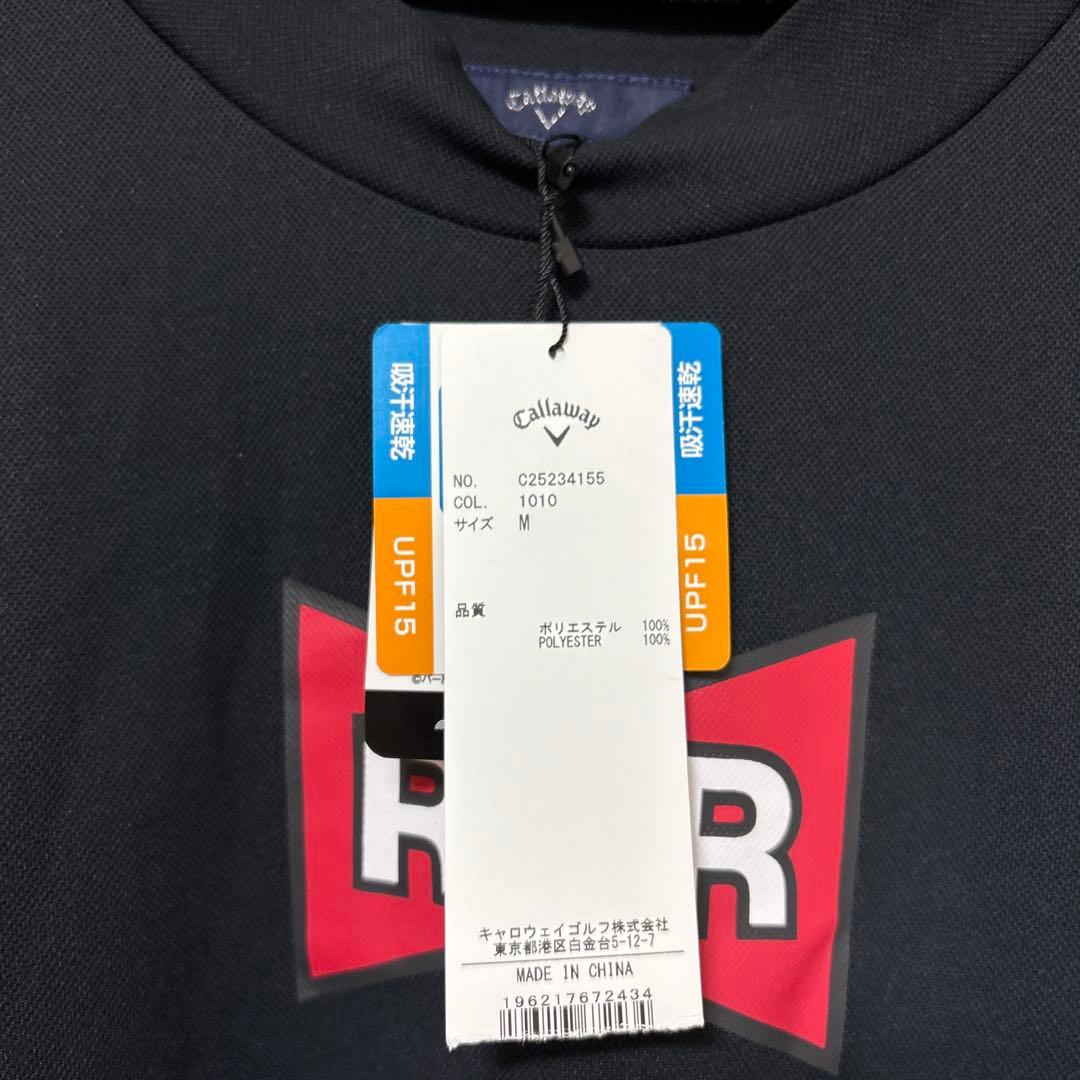 Callaway
吸汗速乾
UPF15
Callaway
NO. C25234155
COL. 1010
サイズ M
品質
ポリエステル 100%
POLYESTER 100%
キャロウェイゴルフ株式会社
東京都港区白金台5-12-7
MADE IN CHINA
196217672434
吸汗速乾
UPF15
©バード
R R